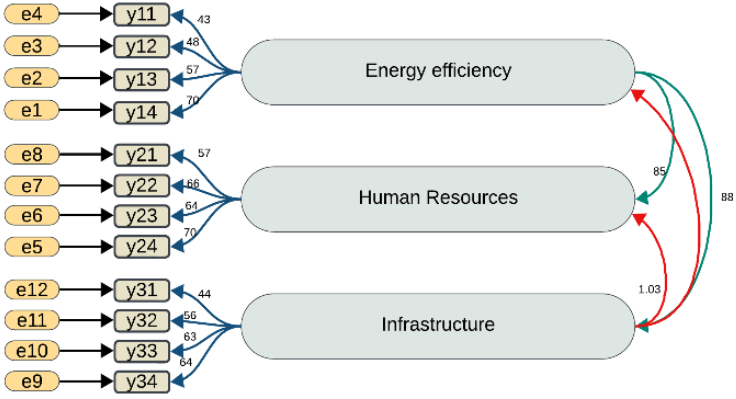 e4 y11 43
e3 y12 48
e2 y13 57
e1 y14 70
Energy efficiency
e8 y21 57
e7 y22 66
e6 y23 64
e5 y24 70
Human Resources
85
88
e12 y31 44
e11 y32 56
e10 y33 63
e9 y34 64
Infrastructure
1.03